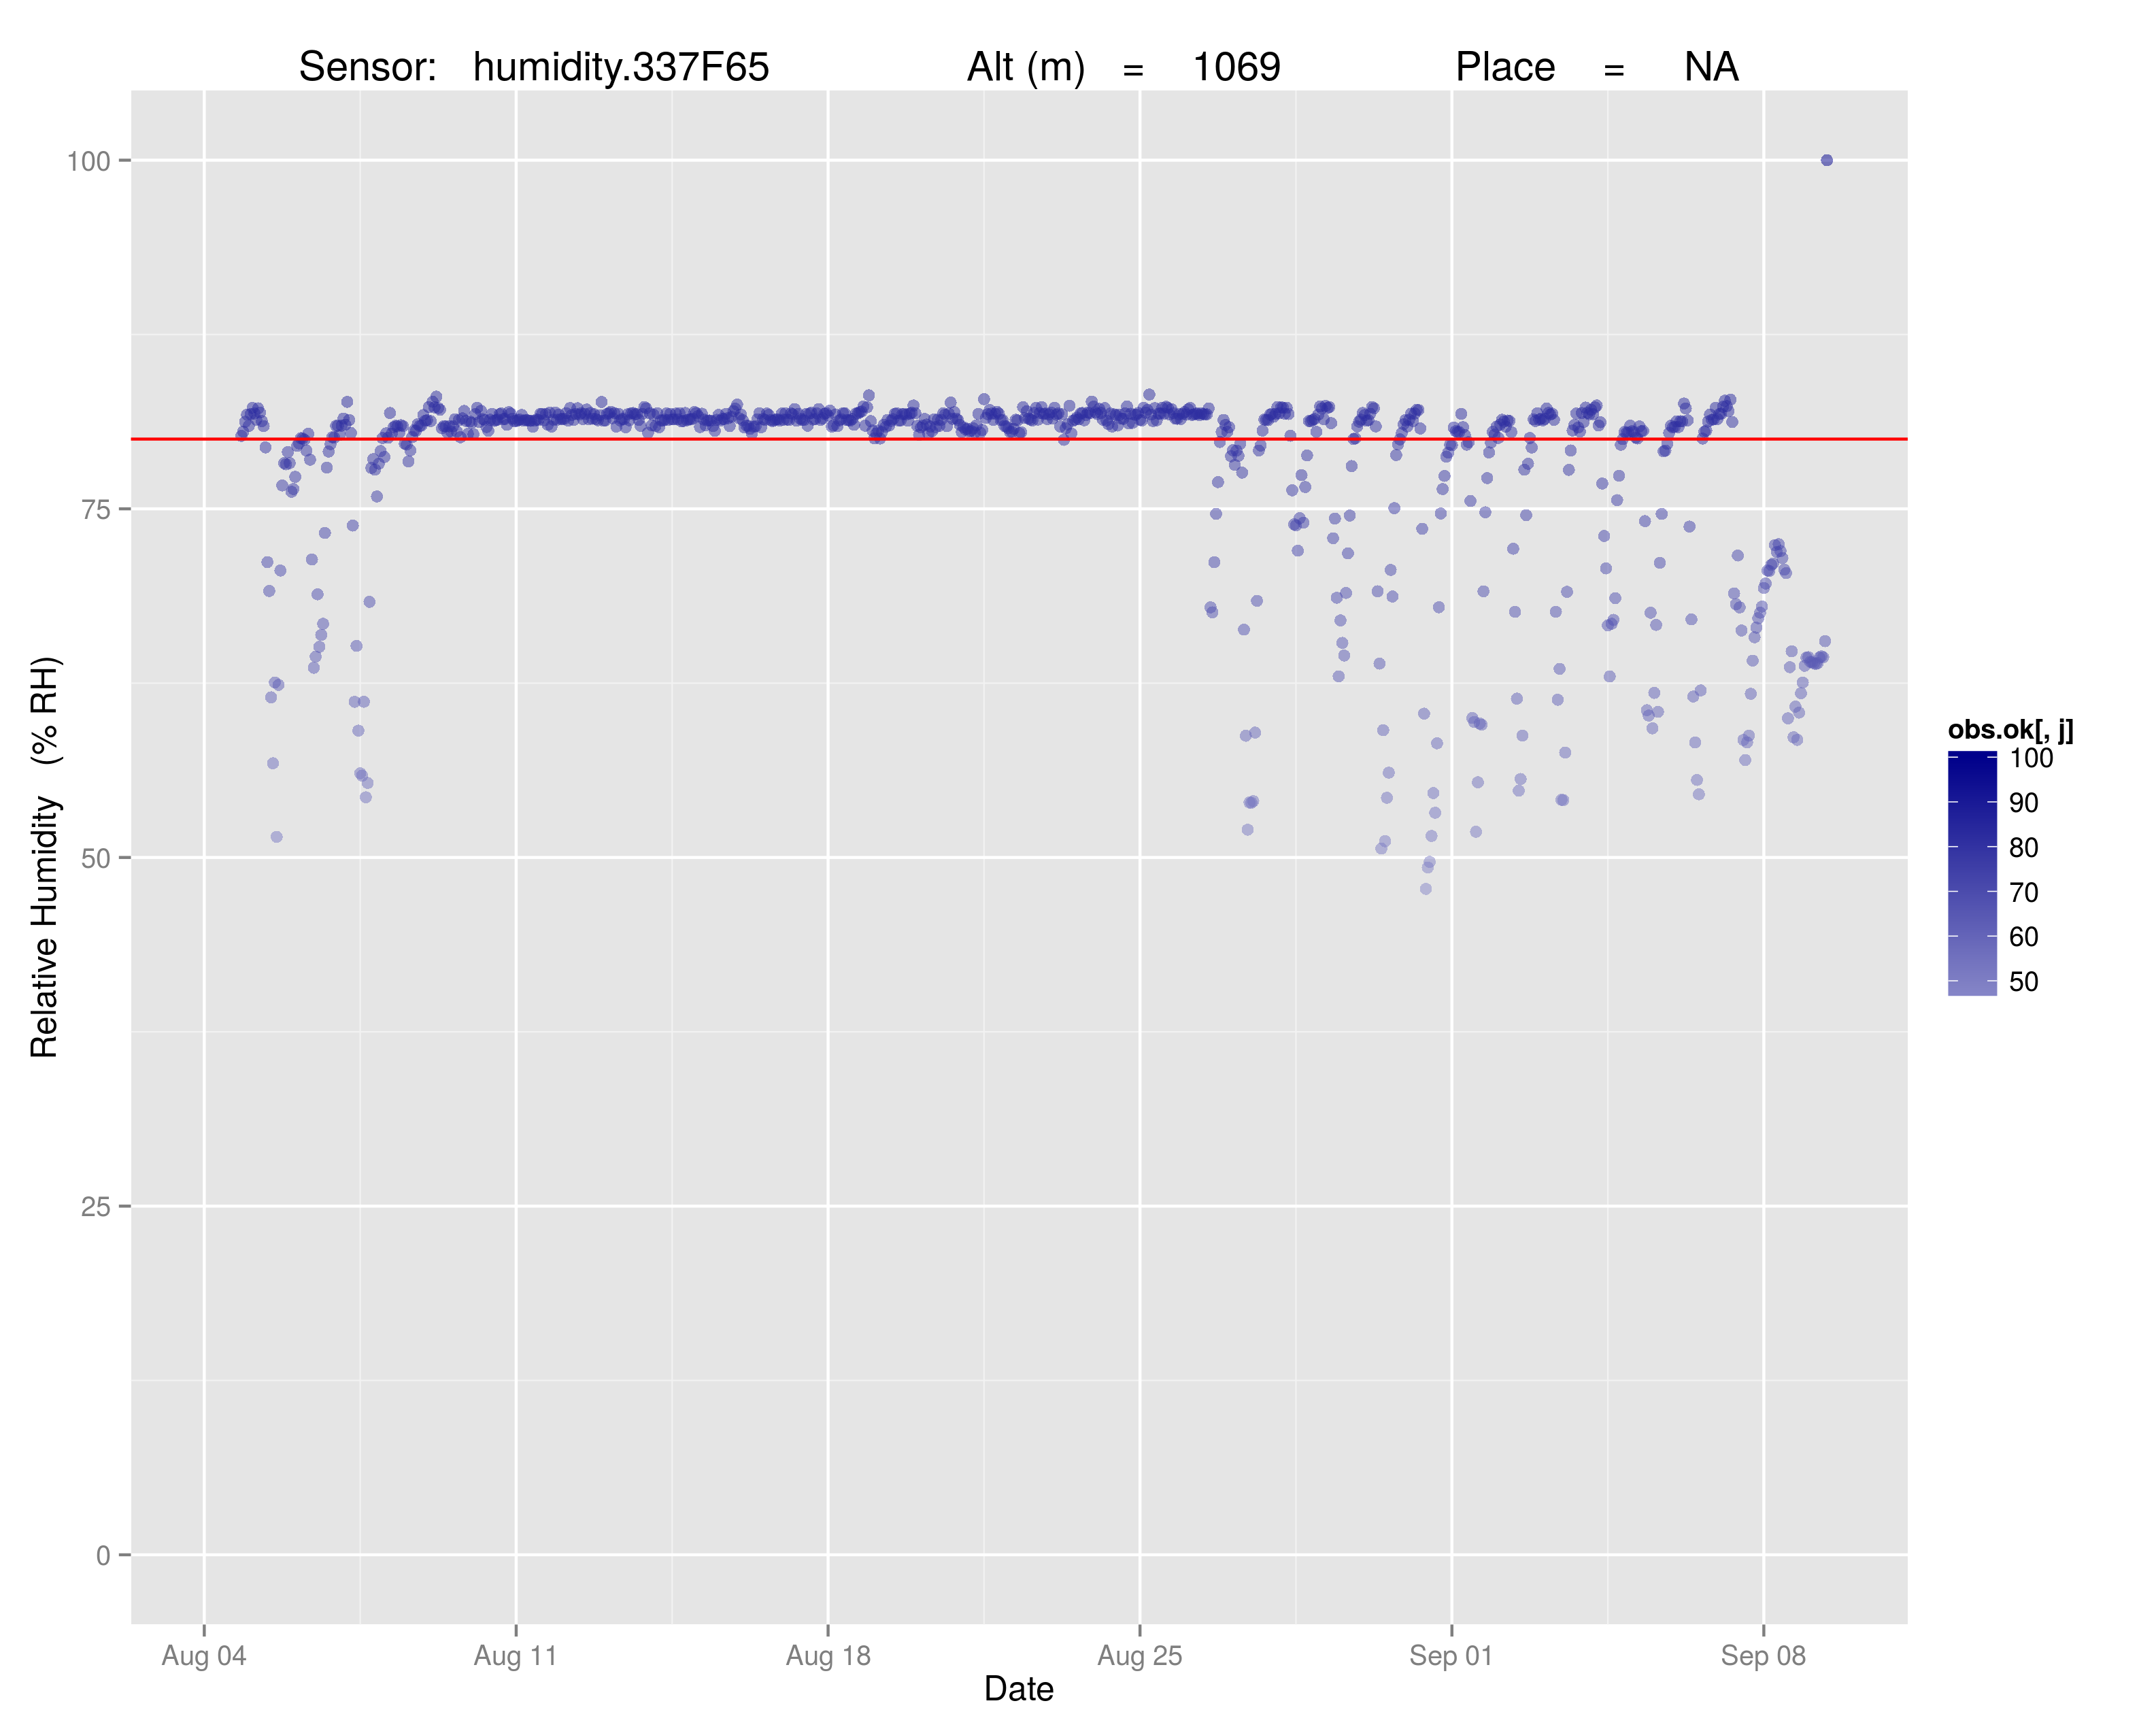 Sensor: humidity.337F65 Alt (m) = 1069 Place = NA
100
75
50
25
0
Relative Humidity (% RH)
Aug 04 Aug 11 Aug 18 Aug 25 Sep 01 Sep 08
Date
obs.ok[, j]
100
90
80
70
60
50